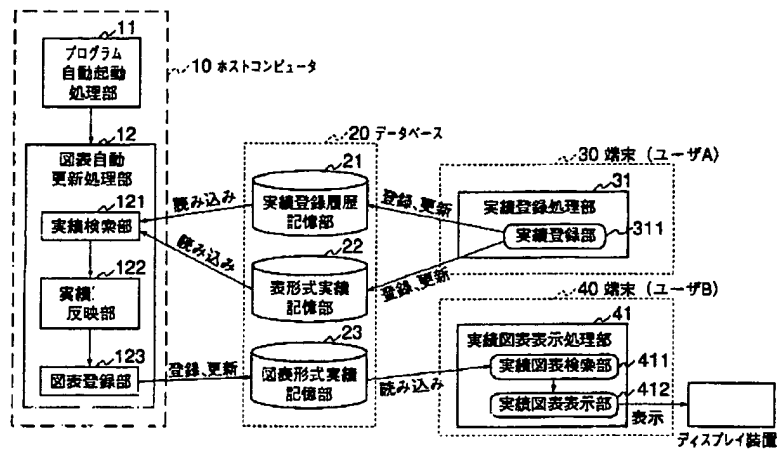 11
プログラム
自動起動
処理部
10 ホストコンピュータ
12
図表自動
更新処理部
121
実績検索部
122
実績
反映部
123
図表登録部
読み込み
読み込み
登録、更新
20 データベース
21
実績登録履歴
記憶部
22
表形式実績
記憶部
23
図表形式実績
記憶部
登録、更新
登録、更新
読み込み
30 端末 (ユーザA)
31
実績登録処理部
実績登録部
311
40 端末 (ユーザB)
41
実績図表表示処理部
実績図表検索部
411
実績図表表示部
412
表示
ディスプレイ装置